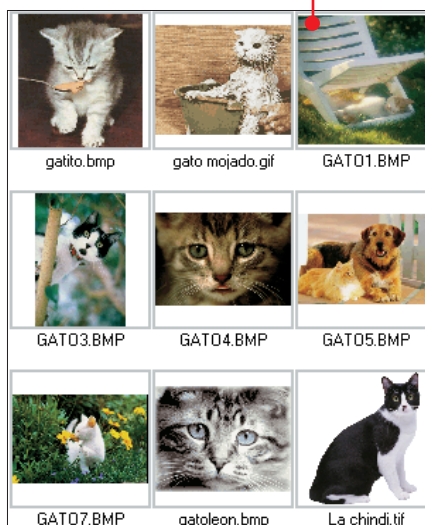 gatito.bmp
gato mojado.gif
GATO1.BMP
GATO3.BMP
GATO4.BMP
GATO5.BMP
GATO7.BMP
gatoleon.bmp
La chindi.tif